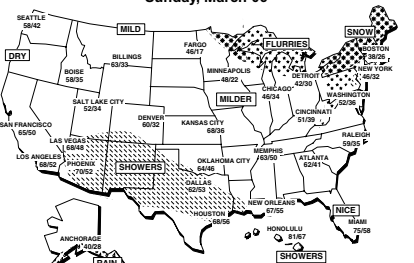 SEATTLE
58/42
MILD
SNOW
FARGO
46/17
FLURRIES
BOSTON
38/26
DRY
BILLINGS
63/33
BOISE
58/35
MINNEAPOLIS
48/22
DETROIT
42/30
NEW YORK
46/32
CHICAGO
46/34
WASHINGTON
52/36
SALT LAKE CITY
52/34
MILDER
CINCINNATI
51/39
DENVER
60/32
KANSAS CITY
68/36
SAN FRANCISCO
65/50
RALEIGH
59/35
LAS VEGAS
68/48
MEMPHIS
63/50
LOS ANGELES
68/52
PHOENIX
70/52
SHOWERS
OKLAHOMA CITY
64/46
ATLANTA
62/41
DALLAS
62/53
NEW ORLEANS
67/55
NICE
HOUSTON
68/56
MIAMI
75/58
HONOLULU
81/67
ANCHORAGE
40/28
SHOWERS
RAIN